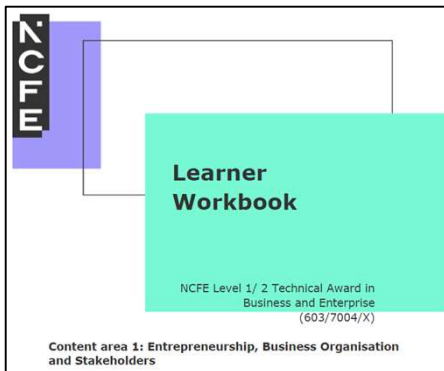 NCFE
Learner
Workbook
NCFE Level 1/ 2 Technical Award in
Business and Enterprise
(603/7004/X)
Content area 1: Entrepreneurship, Business Organisation
and Stakeholders